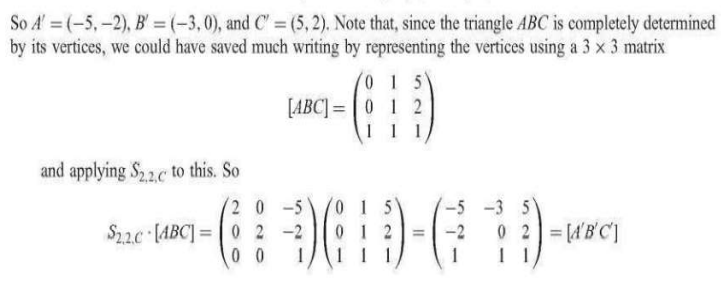 So A′ = (−5, −2), B′ = (−3, 0), and C′ = (5, 2). Note that, since the triangle ABC is completely determined
by its vertices, we could have saved much writing by representing the vertices using a 3 × 3 matrix
0 1 5
[ABC] = 0 1 2
1 1 1
and applying S2,2,C to this. So
2 0 −5 0 1 5 −5 −3 5
S2,2,C · [ABC] = 0 2 −2 0 1 2 = −2 0 2 = [A′B′C′]
0 0 1 1 1 1 1 1 1